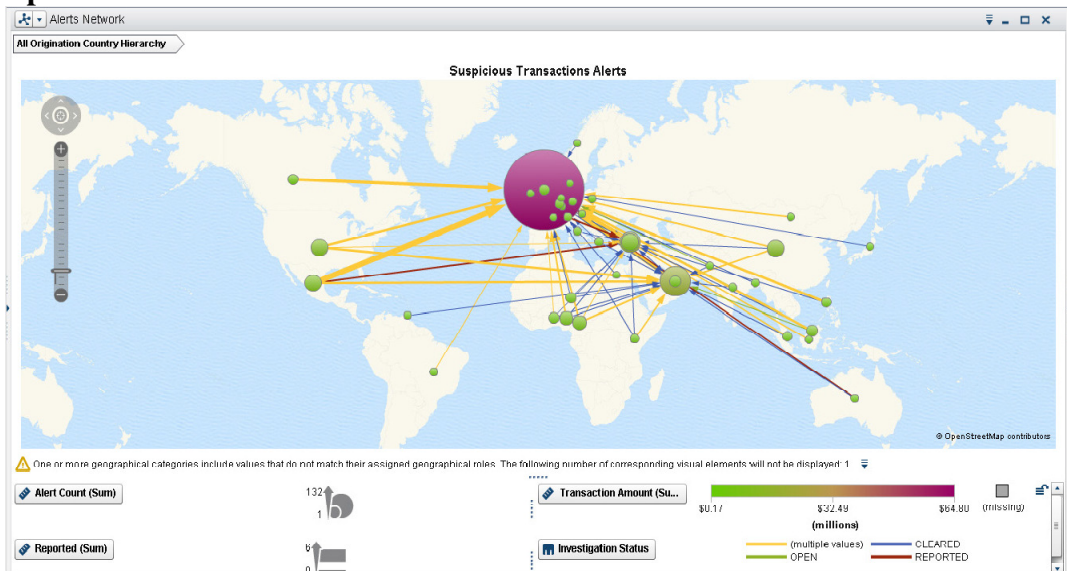 Alerts Network
All Origination Country Hierarchy
Suspicious Transactions Alerts
© OpenStreetMap contributors
One or more geographical categories include values that do not match their assigned geographical roles. The following number of corresponding visual elements will not be displayed: 1
Alert Count (Sum)
132
1
Transaction Amount (Su...
$0.17
$32.49
$64.80
(missing)
(millions)
Reported (Sum)
6
0
Investigation Status
(multiple values)
CLEARED
OPEN
REPORTED